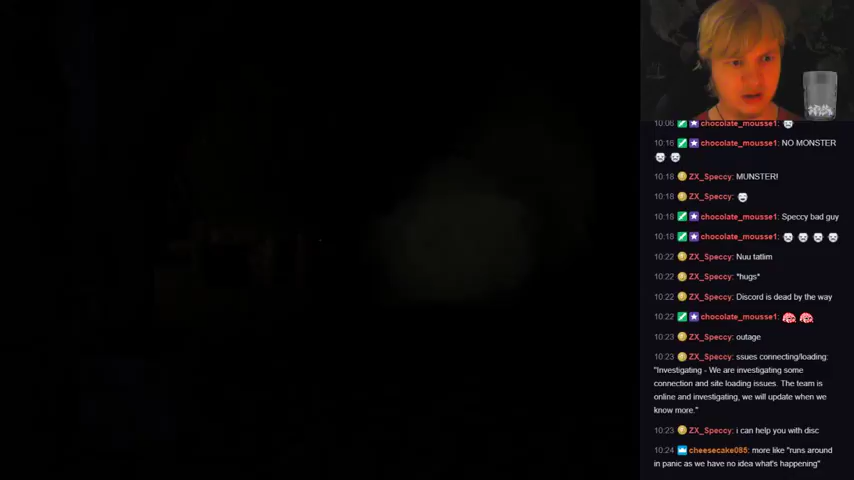 10:06 chocolate_mousse1:
10:16 chocolate_mousse1: NO MONSTER
10:18 ZX_Speccy: MUNSTER!
10:18 ZX_Speccy:
10:18 chocolate_mousse1: Speccy bad guy
10:18 chocolate_mousse1:
10:22 ZX_Speccy: Nuu tatlim
10:22 ZX_Speccy: *hugs*
10:22 ZX_Speccy: Discord is dead by the way
10:22 chocolate_mousse1:
10:23 ZX_Speccy: outage
10:23 ZX_Speccy: ssues connecting/loading:
"Investigating - We are investigating some
connection and site loading issues. The team is
online and investigating, we will update when we
know more."
10:23 ZX_Speccy: i can help you with disc
10:24 cheesecake085: more like "runs around
in panic as we have no idea what's happening"